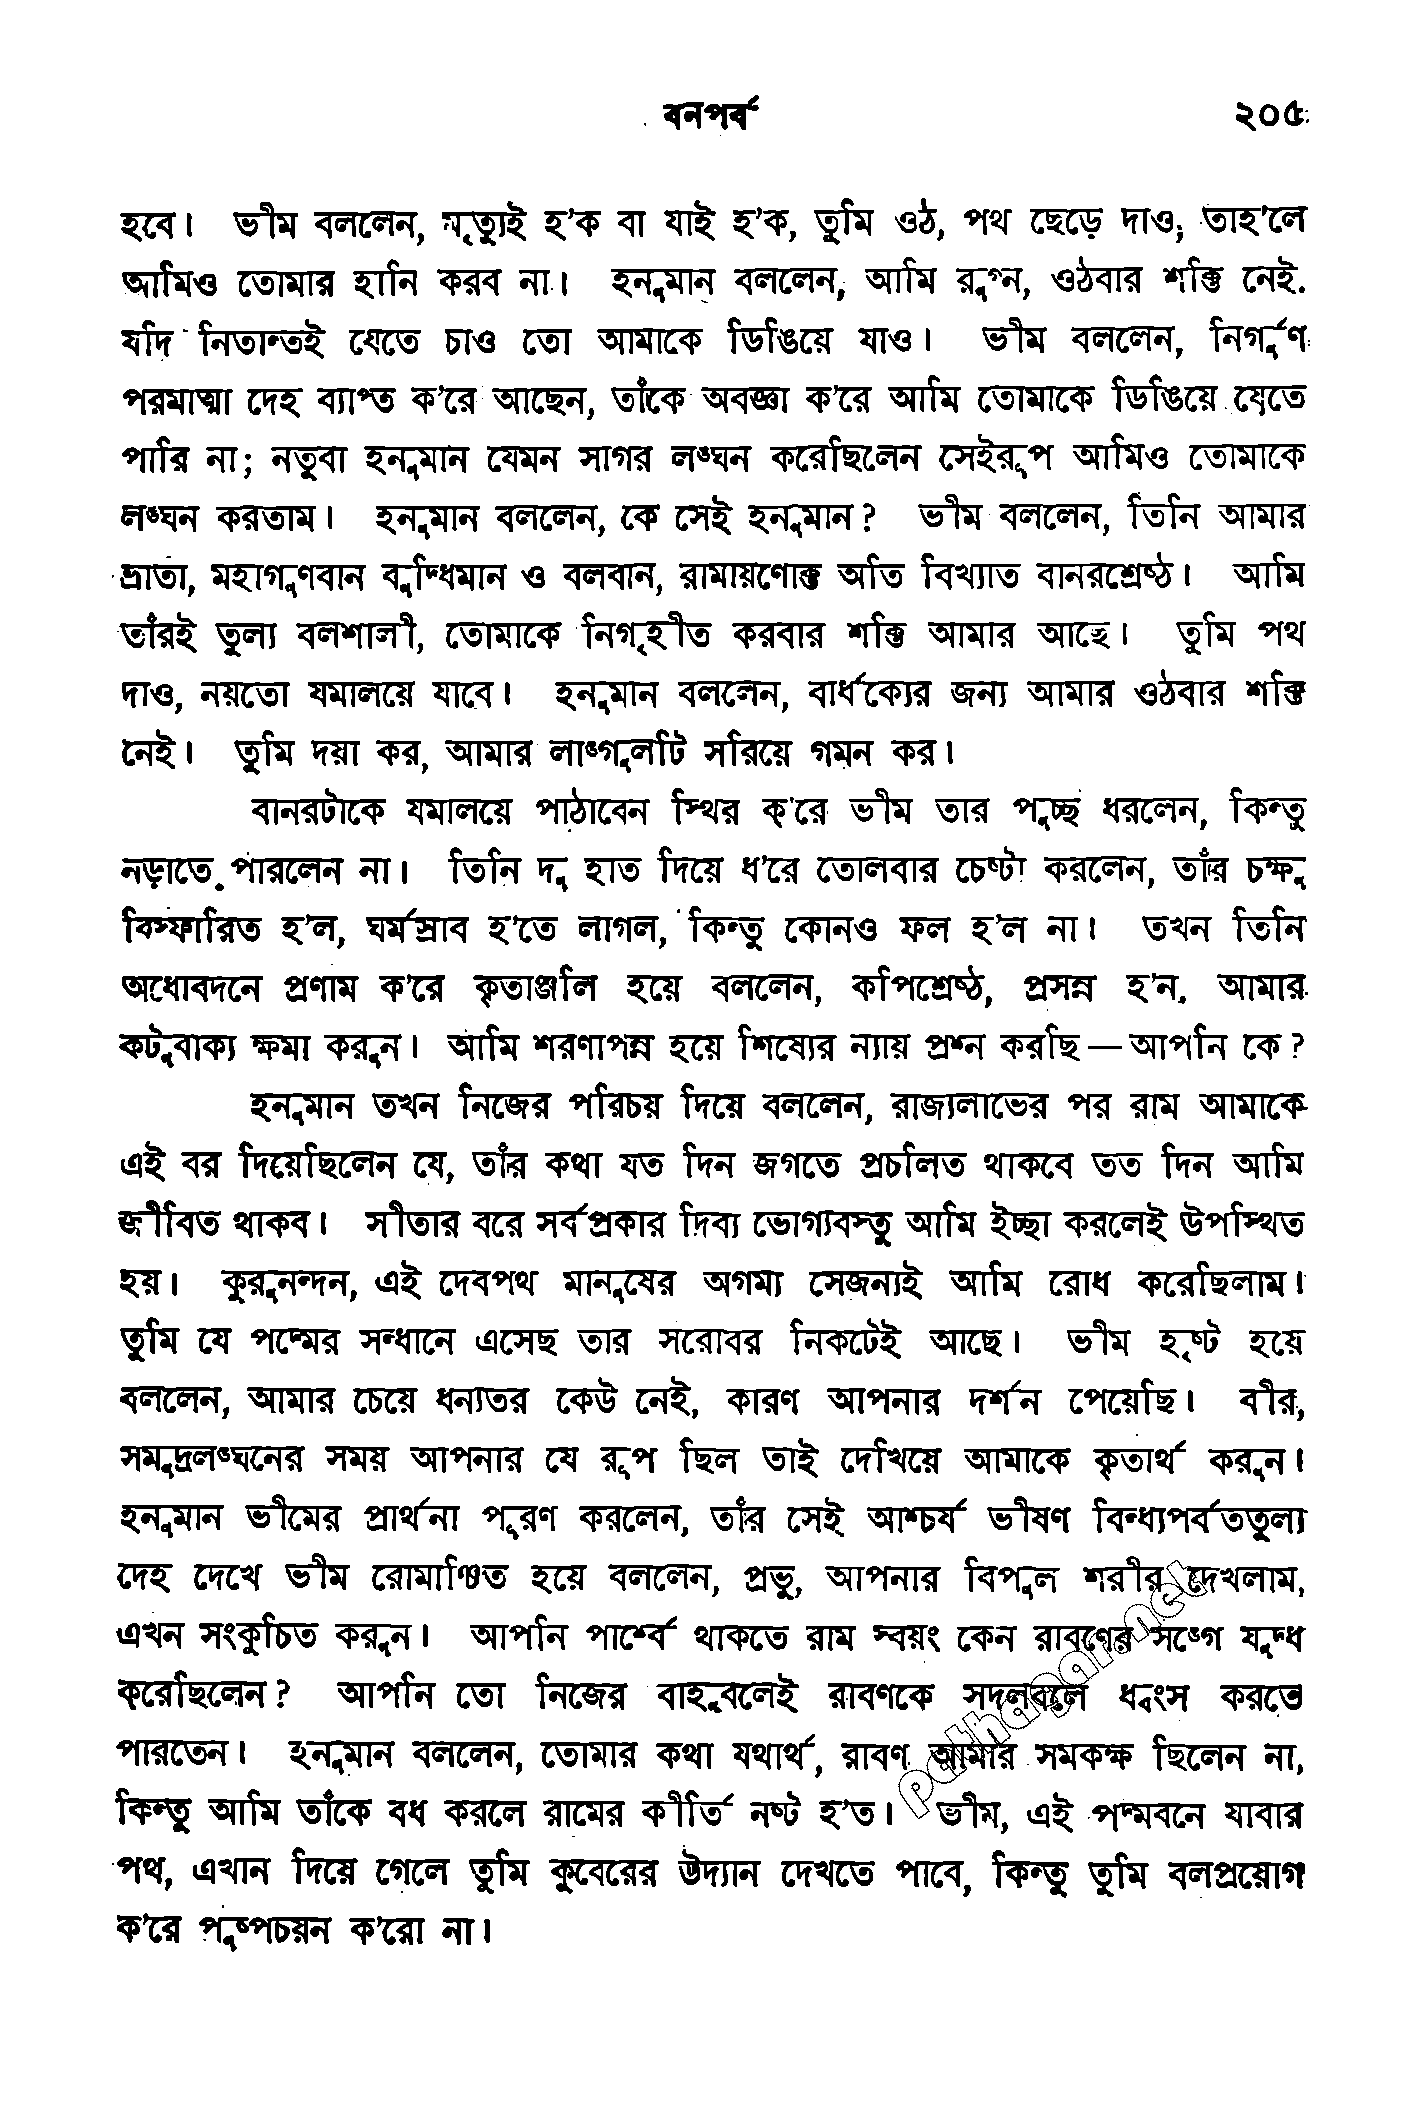 বনপর্ব ২০৫
হবে। ভীম বললেন, মৃত্যুই হ’ক বা যাই হ’ক, তুমি ওঠ, পথ ছেড়ে দাও, তাহ’লে
আমিও তোমার হানি করব না। হনুমান বললেন, আমি রুগ্ন, ওঠবার শক্তি নেই.
যদি নিতান্তই যেতে চাও তো আমাকে ডিঙিয়ে যাও। ভীম বললেন, নির্গুণ
পরমাত্মা দেহ ব্যাপ্ত ক’রে আছেন, তাঁকে অবজ্ঞা ক’রে আমি তোমাকে ডিঙিয়ে যেতে
পারি না; নতুবা হনুমান যেমন সাগর লঙ্ঘন করেছিলেন সেইরূপ আমিও তোমাকে
লঙ্ঘন করতাম। হনুমান বললেন, কে সেই হনুমান? ভীম বললেন, তিনি আমার
ভ্রাতা, মহাগুণবান বুদ্ধিমান ও বলবান, রামায়ণোক্ত অতি বিখ্যাত বানরশ্রেষ্ঠ। আমি
তাঁরই তুল্য বলশালী, তোমাকে নিগৃহীত করবার শক্তি আমার আছে। তুমি পথ
দাও, নয়তো যমালয়ে যাবে। হনুমান বললেন, বার্ধক্যের জন্য আমার ওঠবার শক্তি
নেই। তুমি দয়া কর, আমার লাঙ্গুলটি সরিয়ে গমন কর।
বানরটাকে যমালয়ে পাঠাবেন স্থির ক’রে ভীম তার পুচ্ছ ধরলেন, কিন্তু
নড়াতে পারলেন না। তিনি দু হাত দিয়ে ধ’রে তোলবার চেষ্টা করলেন, তাঁর চক্ষু
বিস্ফারিত হ’ল, ঘর্মস্রাব হ’তে লাগল, কিন্তু কোনও ফল হ’ল না। তখন তিনি
অধোবদনে প্রণাম ক’রে কৃতাঞ্জলি হয়ে বললেন, কপিশ্রেষ্ঠ, প্রসন্ন হ’ন, আমার
কটুবাক্য ক্ষমা করুন। আমি শরণাপন্ন হয়ে শিষ্যের ন্যায় প্রশ্ন করছি—আপনি কে?
হনুমান তখন নিজের পরিচয় দিয়ে বললেন, রাজ্যলাভের পর রাম আমাকে
এই বর দিয়েছিলেন যে, তাঁর কথা যত দিন জগতে প্রচলিত থাকবে তত দিন আমি
জীবিত থাকব। সীতার বরে সর্বপ্রকার দিব্য ভোগ্যবস্তু আমি ইচ্ছা করলেই উপস্থিত
হয়। কুরুনন্দন, এই দেবপথ মানুষের অগম্য সেজন্যই আমি রোধ করেছিলাম।
তুমি যে পদ্মের সন্ধানে এসেছ তার সরোবর নিকটেই আছে। ভীম হৃষ্ট হয়ে
বললেন, আমার চেয়ে ধন্যতর কেউ নেই, কারণ আপনার দর্শন পেয়েছি। বীর,
সমুদ্রলঙ্ঘনের সময় আপনার যে রূপ ছিল তাই দেখিয়ে আমাকে কৃতার্থ করুন।
হনুমান ভীমের প্রার্থনা পূরণ করলেন, তাঁর সেই আশ্চর্য ভীষণ বিন্ধ্যপর্বততুল্য
দেহ দেখে ভীম রোমাঞ্চিত হয়ে বললেন, প্রভু, আপনার বিপুল শরীর দেখলাম,
এখন সংকুচিত করুন। আপনি পার্শ্বে থাকতে রাম স্বয়ং কেন রাবণের সঙ্গে যুদ্ধ
করেছিলেন? আপনি তো নিজের বাহুবলেই রাবণকে সদলবলে ধ্বংস করতে
পারতেন। হনুমান বললেন, তোমার কথা যথার্থ, রাবণ আমার সমকক্ষ ছিলেন না,
কিন্তু আমি তাঁকে বধ করলে রামের কীর্তি নষ্ট হ’ত। ভীম, এই পদ্মবনে যাবার
পথ, এখান দিয়ে গেলে তুমি কুবেরের উদ্যান দেখতে পাবে, কিন্তু তুমি বলপ্রয়োগ
ক’রে পুষ্পচয়ন ক’রো না।
pathagar.net